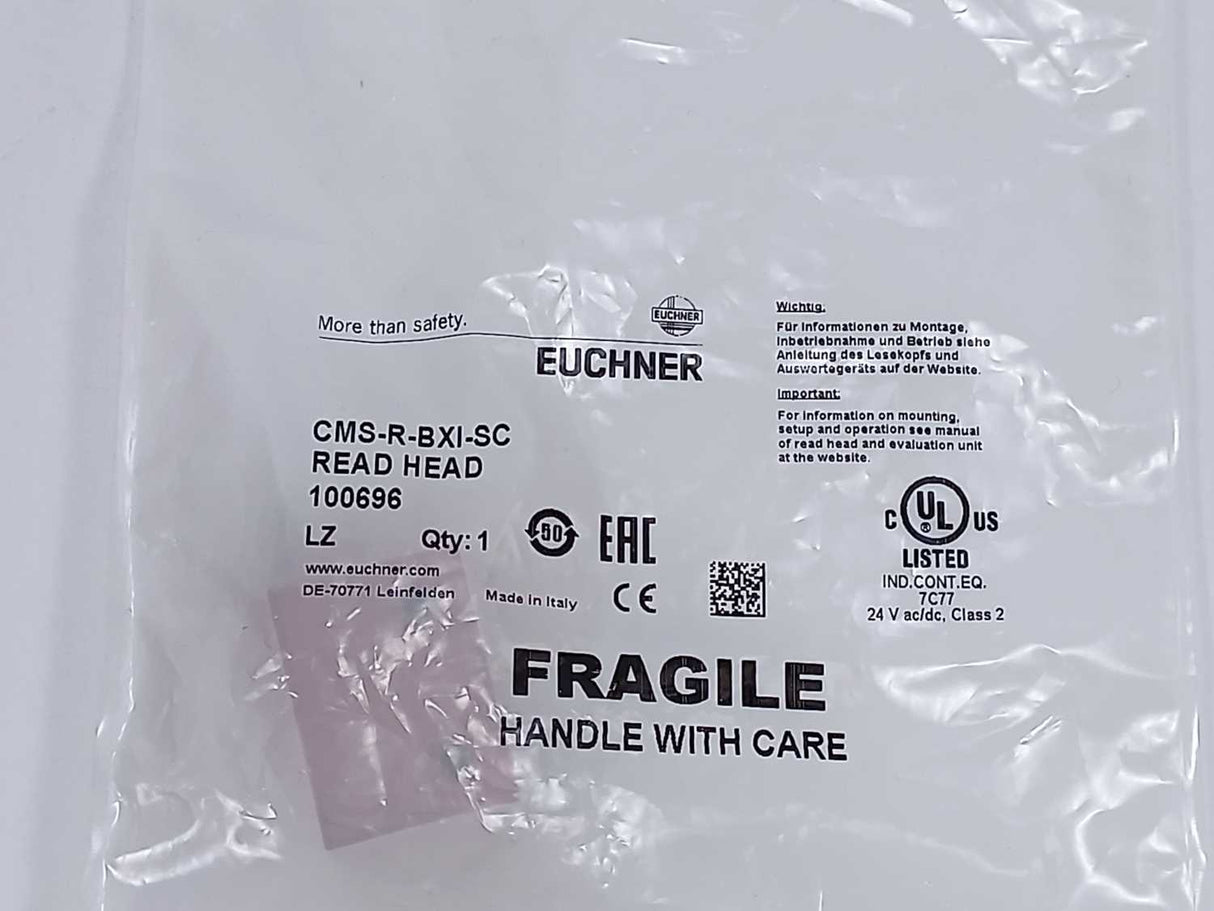 More than safety.
EUCHNER
EUCHNER
CMS-R-BXI-SC
READ HEAD
100696
LZ Qty: 1
50
EAC
www.euchner.com
DE-70771 Leinfelden
Made in Italy
CE
Wichtig:
Für Informationen zu Montage,
Inbetriebnahme und Betrieb siehe
Anleitung des Lesekopfs und
Auswertegeräts auf der Website.
Important:
For information on mounting,
setup and operation see manual
of read head and evaluation unit
at the website.
C UL ® US
LISTED
IND.CONT.EQ.
7C77
24 V ac/dc, Class 2
FRAGILE
HANDLE WITH CARE